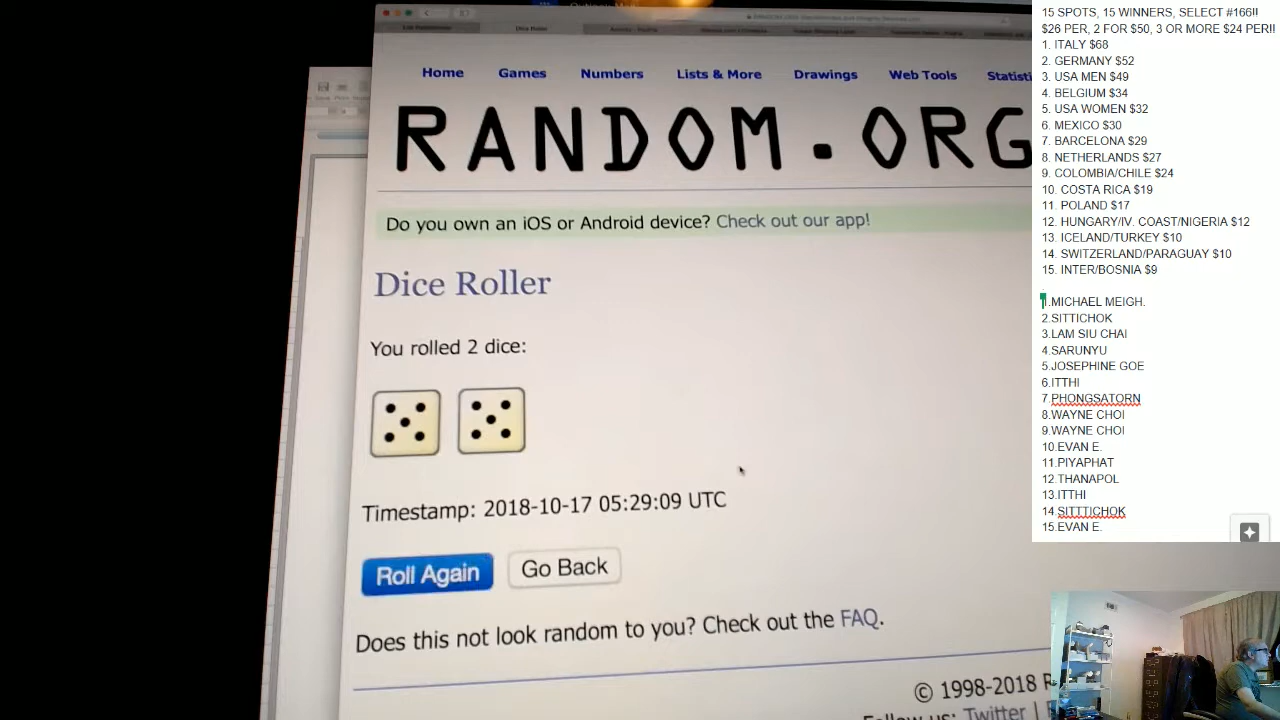 Home Games Numbers Lists & More Drawings Web Tools Statisti
RANDOM.ORG
Do you own an iOS or Android device? Check out our app!
Dice Roller
You rolled 2 dice:
Timestamp: 2018-10-17 05:29:09 UTC
Roll Again Go Back
Does this not look random to you? Check out the FAQ.
© 1998-2018 R
Follow us: Twitter |
15 SPOTS, 15 WINNERS, SELECT #166!!
$26 PER, 2 FOR $50, 3 OR MORE $24 PER!!
1. ITALY $68
2. GERMANY $52
3. USA MEN $49
4. BELGIUM $34
5. USA WOMEN $32
6. MEXICO $30
7. BARCELONA $29
8. NETHERLANDS $27
9. COLOMBIA/CHILE $24
10. COSTA RICA $19
11. POLAND $17
12. HUNGARY/IV. COAST/NIGERIA $12
13. ICELAND/TURKEY $10
14. SWITZERLAND/PARAGUAY $10
15. INTER/BOSNIA $9
1.MICHAEL MEIGH.
2.SITTICHOK
3.LAM SIU CHAI
4.SARUNYU
5.JOSEPHINE GOE
6.ITTHI
7.PHONGSATORN
8.WAYNE CHOI
9.WAYNE CHOI
10.EVAN E.
11.PIYAPHAT
12.THANAPOL
13.ITTHI
14.SITTTICHOK
15.EVAN E.